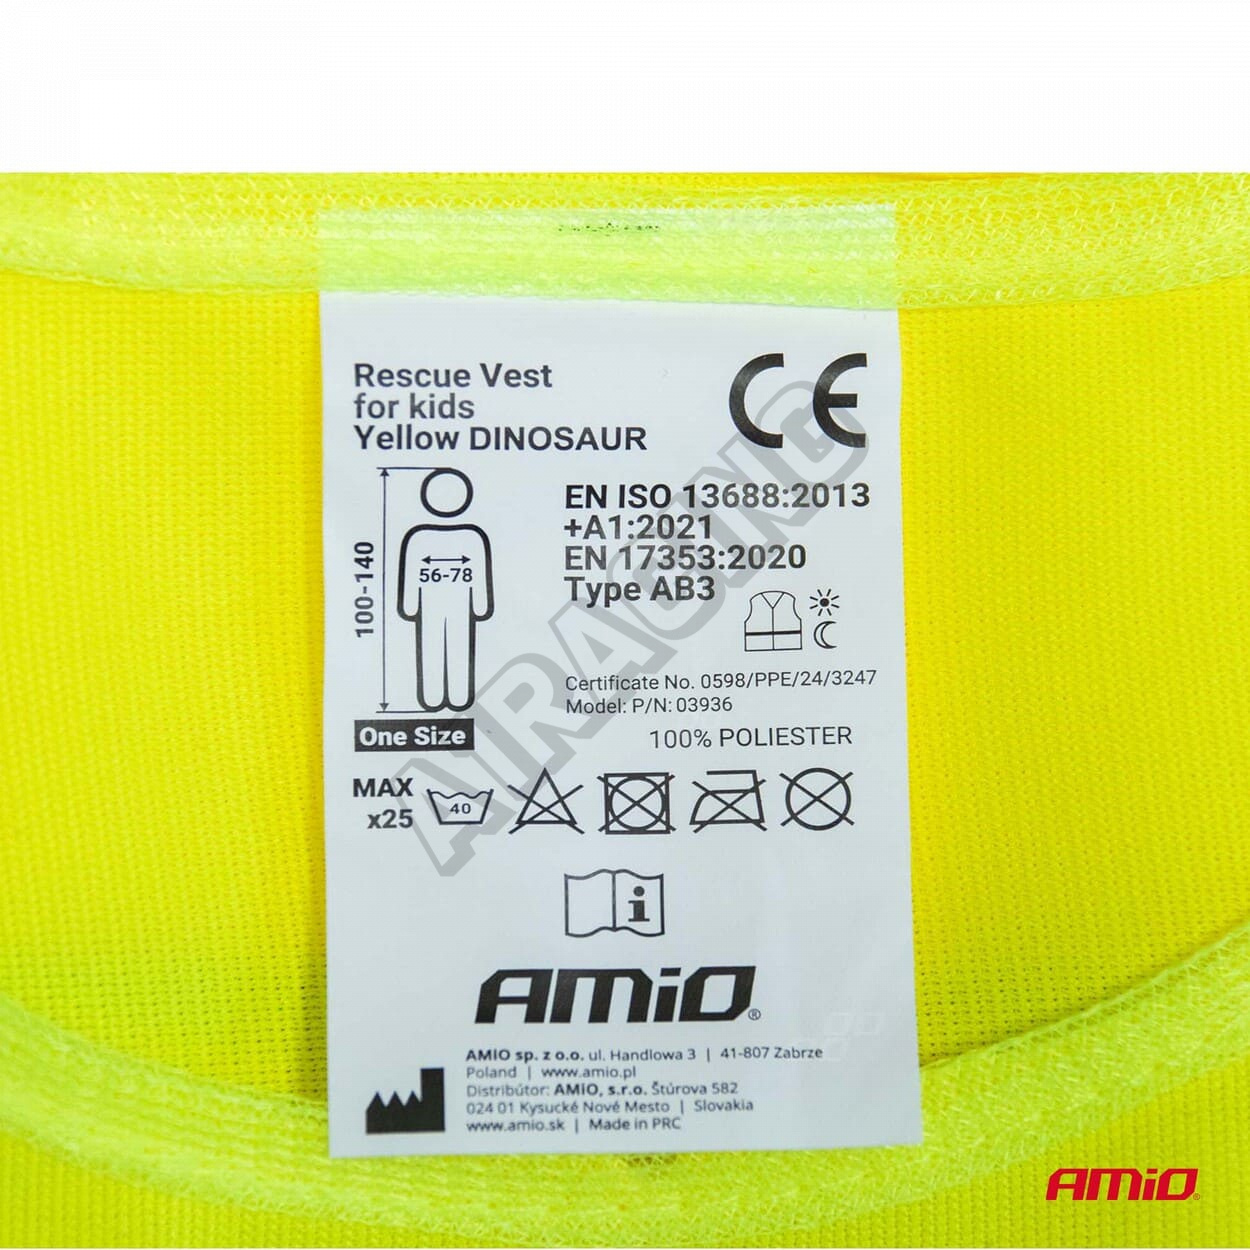 Rescue Vest
for kids
Yellow DINOSAUR
CE
EN ISO 13688:2013
+A1:2021
EN 17353:2020
Type AB3
100-140
56-78
One Size
Certificate No. 0598/PPE/24/3247
Model: P/N: 03936
100% POLIESTER
MAX
x25
40
AMiO®
AMiO sp. z o.o. ul. Handlowa 3 | 41-807 Zabrze
Poland | www.amio.pl
Distribútor: AMiO, s.r.o. Štúrova 582
024 01 Kysucké Nové Mesto | Slovakia
www.amio.sk | Made in PRC
AIRAGING
AMiO®